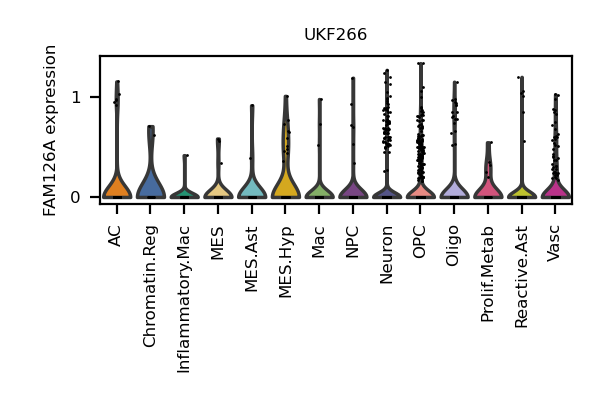 UKF266
FAM126A expression
1
0
AC
Chromatin.Reg
Inflammatory.Mac
MES
MES.Ast
MES.Hyp
Mac
NPC
Neuron
OPC
Oligo
Prolif.Metab
Reactive.Ast
Vasc